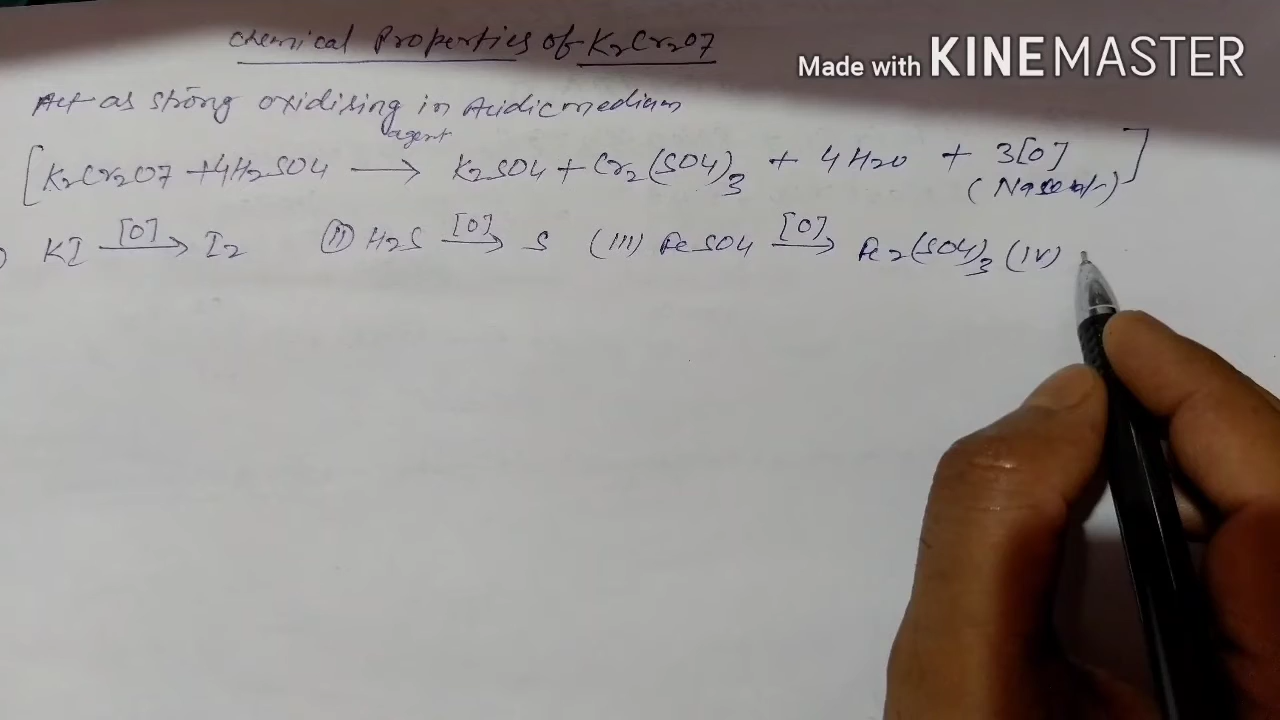 Chemical Properties of K2Cr2O7
Made with KINEMASTER
Act as strong oxidising in Acidic medium
agent
[K2Cr2O7 + 4H2SO4 → K2SO4 + Cr2(SO4)3 + 4H2O + 3[O] ]
(Nascent)
) KI [O]→ I2 (II) H2S [O]→ S (III) FeSO4 [O]→ Fe2(SO4)3 (IV)